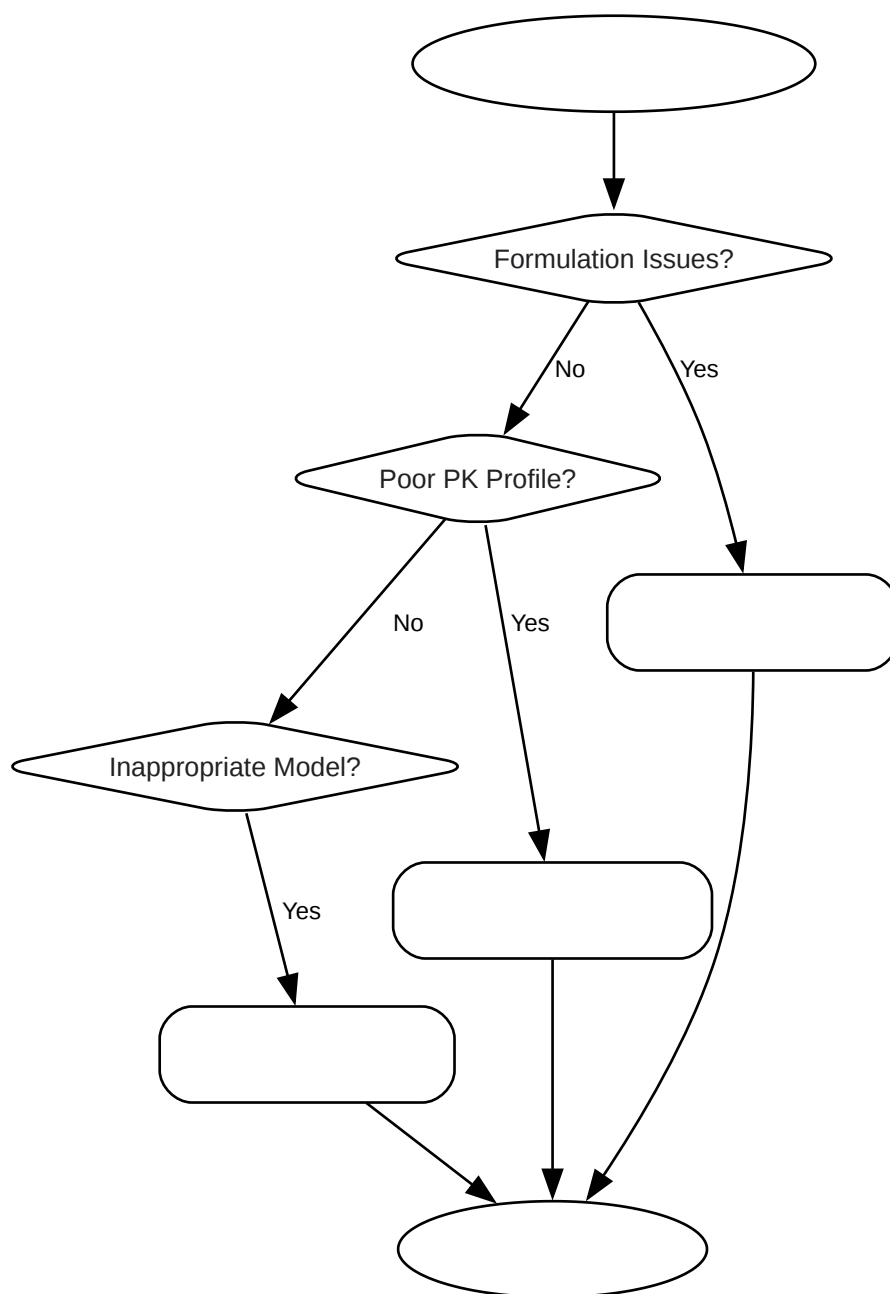 Formulation Issues?
No
Yes
Poor PK Profile?
No
Yes
Inappropriate Model?
Yes